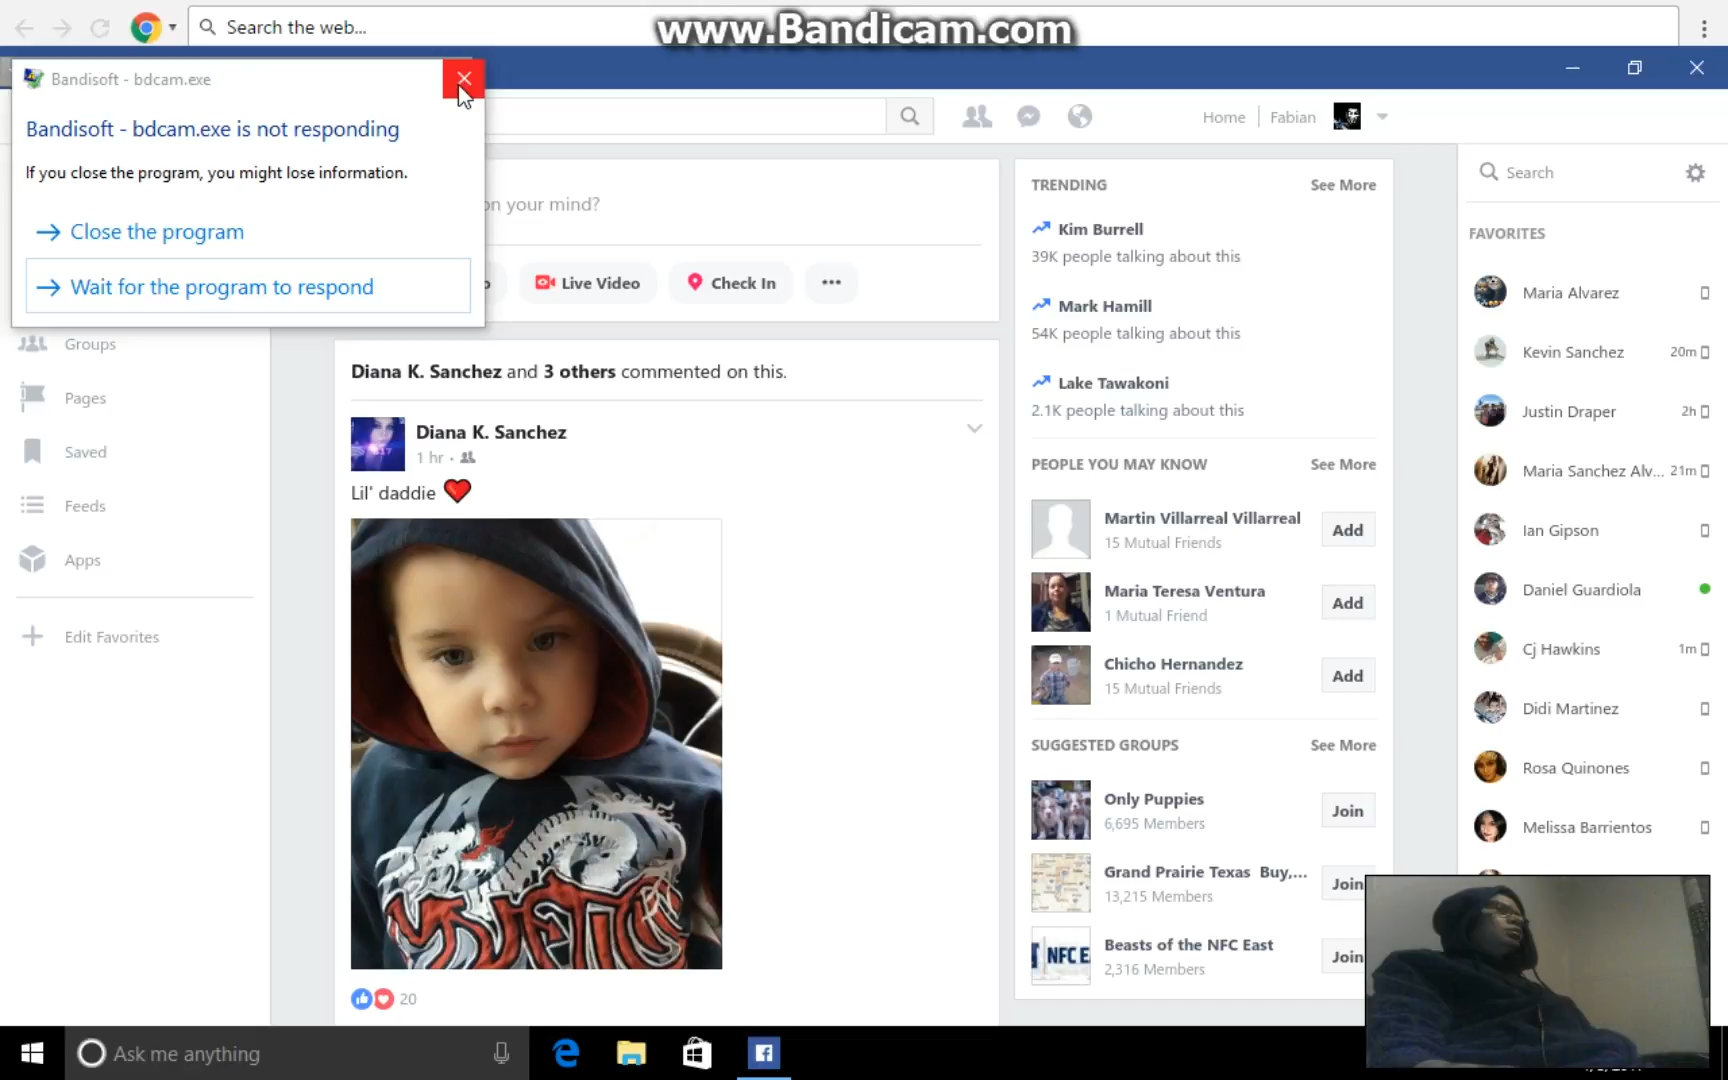 Search the web...
www.Bandicam.com
Bandisoft - bdcam.exe
Bandisoft - bdcam.exe is not responding
If you close the program, you might lose information.
Close the program
Wait for the program to respond
Home
Fabian
on your mind?
Live Video
Check In
Groups
Pages
Saved
Feeds
Apps
Edit Favorites
Diana K. Sanchez and 3 others commented on this.
Diana K. Sanchez
1 hr
Lil' daddie
20
TRENDING
See More
Kim Burrell
39K people talking about this
Mark Hamill
54K people talking about this
Lake Tawakoni
2.1K people talking about this
PEOPLE YOU MAY KNOW
See More
Martin Villarreal Villarreal
15 Mutual Friends
Add
Maria Teresa Ventura
1 Mutual Friend
Add
Chicho Hernandez
15 Mutual Friends
Add
SUGGESTED GROUPS
See More
Only Puppies
6,695 Members
Join
Grand Prairie Texas Buy,...
13,215 Members
Join
NFC E
Beasts of the NFC East
2,316 Members
Join
Search
FAVORITES
Maria Alvarez
Kevin Sanchez 20m
Justin Draper 2h
Maria Sanchez Alv... 21m
Ian Gipson
Daniel Guardiola
Cj Hawkins 1m
Didi Martinez
Rosa Quinones
Melissa Barrientos
Ask me anything